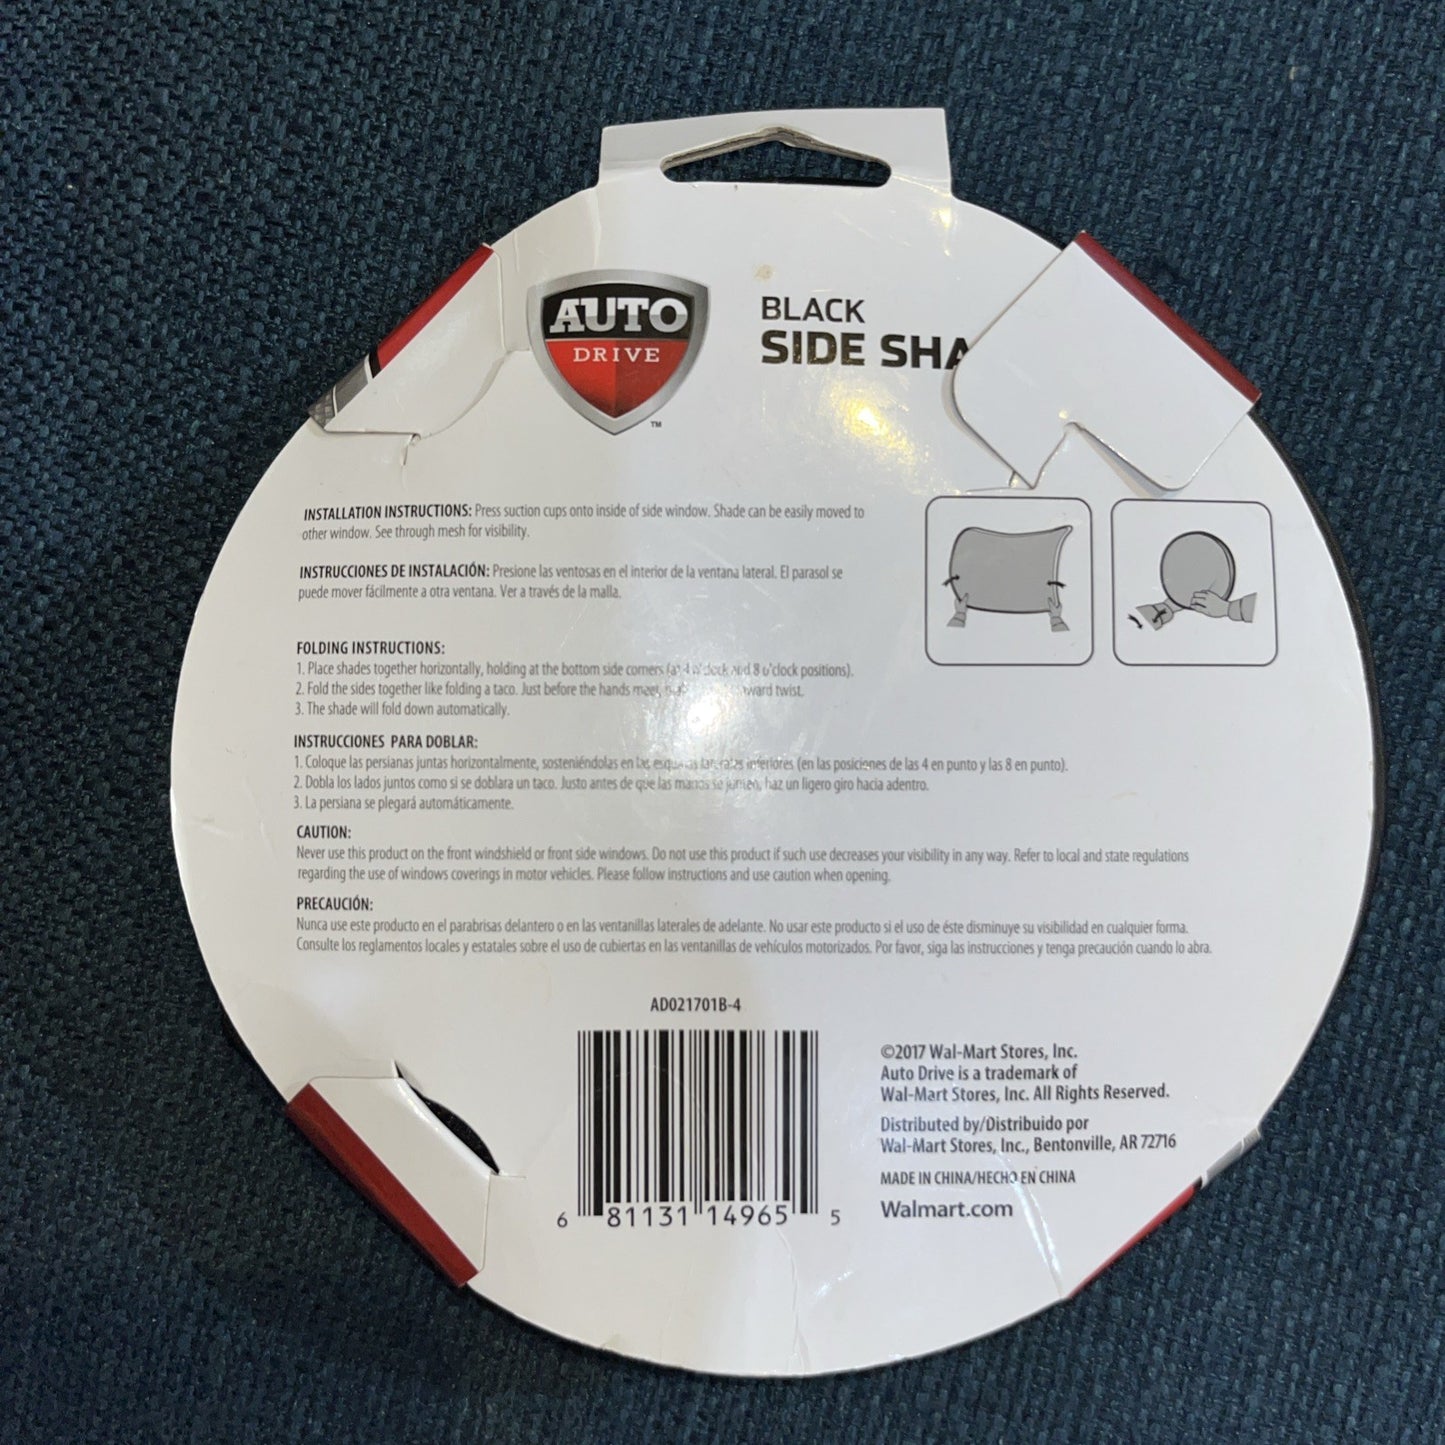 AUTO
DRIVE
™
BLACK
SIDE SHA
INSTALLATION INSTRUCTIONS: Press suction cups onto inside of side window. Shade can be easily moved to
other window. See through mesh for visibility.
INSTRUCCIONES DE INSTALACIÓN: Presione las ventosas en el interior de la ventana lateral. El parasol se
puede mover fácilmente a otra ventana. Ver a través de la malla.
FOLDING INSTRUCTIONS:
1. Place shades together horizontally, holding at the bottom side corners (at 4 o'clock and 8 o'clock positions).
2. Fold the sides together like folding a taco. Just before the hands meet, twist.
3. The shade will fold down automatically.
INSTRUCCIONES PARA DOBLAR:
1. Coloque las persianas juntas horizontalmente, sosteniéndolas en las esquinas laterales inferiores (en las posiciones de las 4 en punto y las 8 en punto).
2. Dobla los lados juntos como si se doblara un taco. Justo antes de que las manos se junten, haz un ligero giro hacia adentro.
3. La persiana se plegará automáticamente.
CAUTION:
Never use this product on the front windshield or front side windows. Do not use this product if such use decreases your visibility in any way. Refer to local and state regulations
regarding the use of windows coverings in motor vehicles. Please follow instructions and use caution when opening.
PRECAUCIÓN:
Nunca use este producto en el parabrisas delantero o en las ventanillas laterales de adelante. No usar este producto si el uso de éste disminuye su visibilidad en cualquier forma.
Consulte los reglamentos locales y estatales sobre el uso de cubiertas en las ventanillas de vehículos motorizados. Por favor, siga las instrucciones y tenga precaución cuando lo abra.
AD021701B-4
6 81131 14965 5
©2017 Wal-Mart Stores, Inc.
Auto Drive is a trademark of
Wal-Mart Stores, Inc. All Rights Reserved.
Distributed by/Distribuido por
Wal-Mart Stores, Inc., Bentonville, AR 72716
MADE IN CHINA/HECHO EN CHINA
Walmart.com